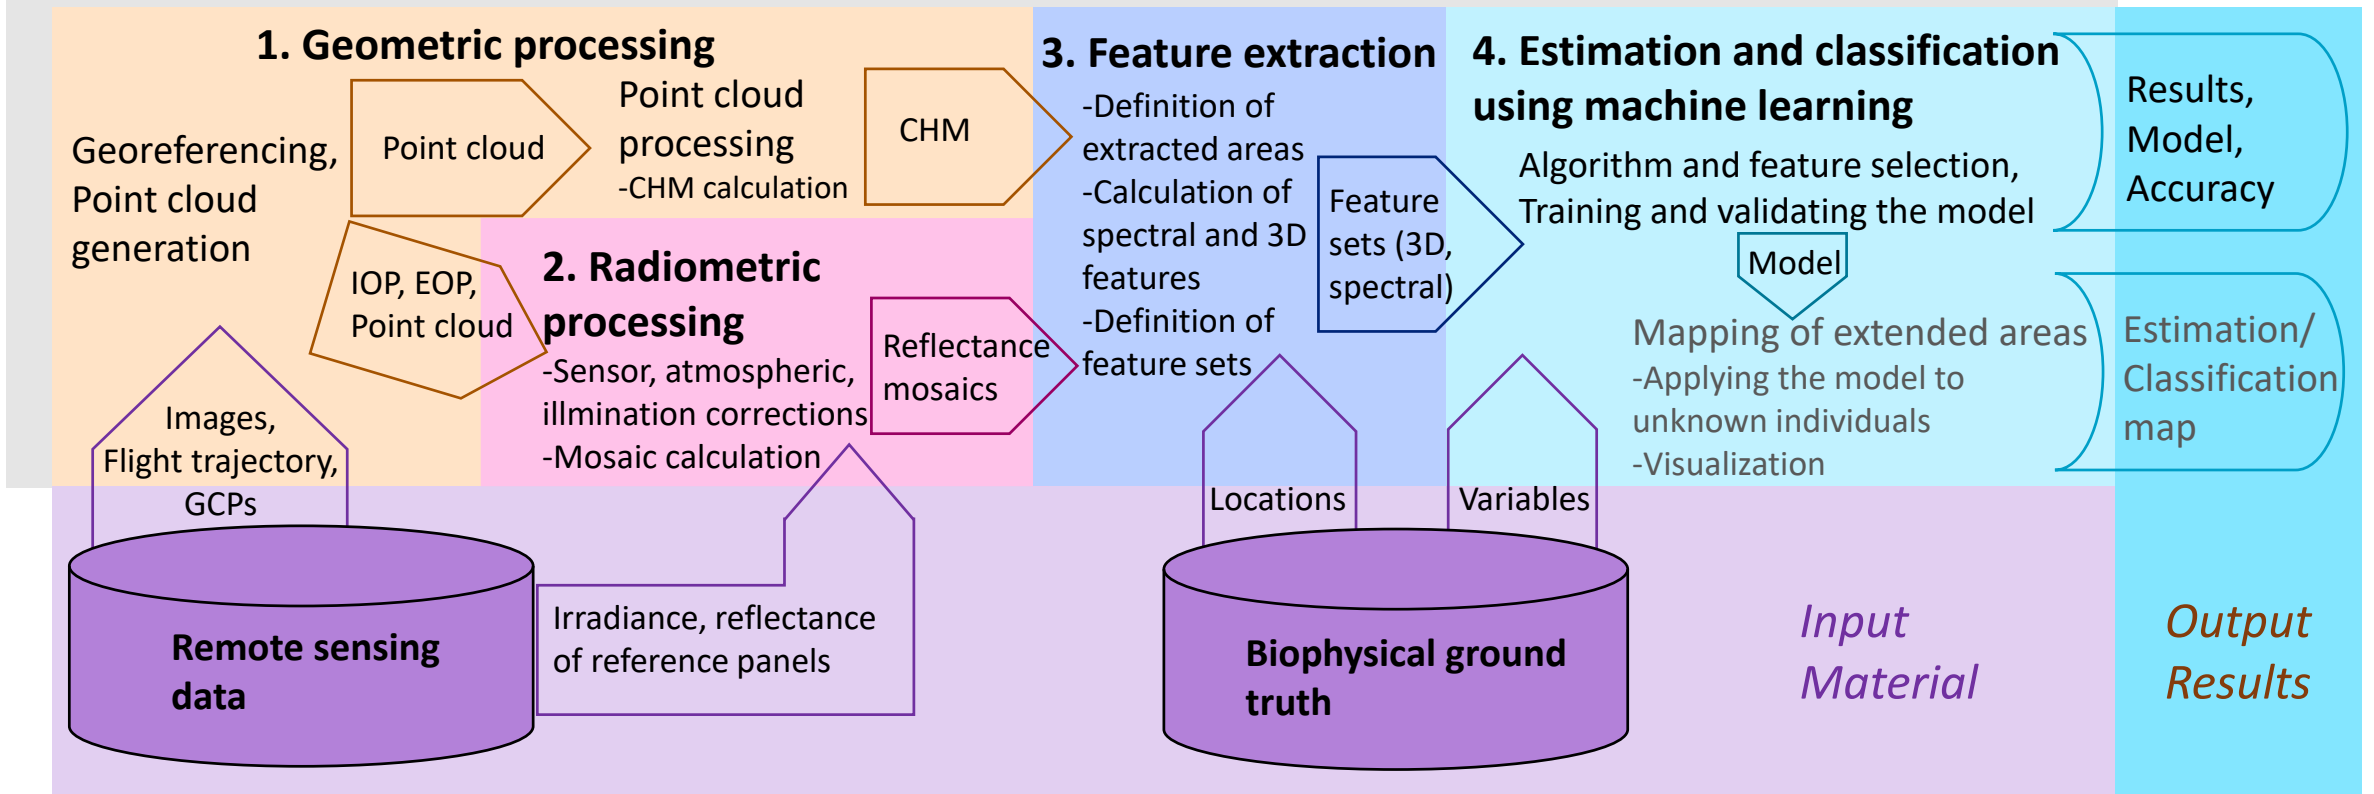 1. Geometric processing
Georeferencing,
Point cloud
generation
Point cloud
Point cloud
processing
-CHM calculation
CHM
IOP, EOP,
Point cloud
2. Radiometric
processing
-Sensor, atmospheric,
illmination corrections
-Mosaic calculation
Reflectance
mosaics
3. Feature extraction
-Definition of
extracted areas
-Calculation of
spectral and 3D
features
-Definition of
feature sets
Feature
sets (3D,
spectral)
4. Estimation and classification
using machine learning
Algorithm and feature selection,
Training and validating the model
Model
Mapping of extended areas
-Applying the model to
unknown individuals
-Visualization
Results,
Model,
Accuracy
Estimation/
Classification
map
Images,
Flight trajectory,
GCPs
Remote sensing
data
Irradiance, reflectance
of reference panels
Locations
Variables
Biophysical ground
truth
Input
Material
Output
Results